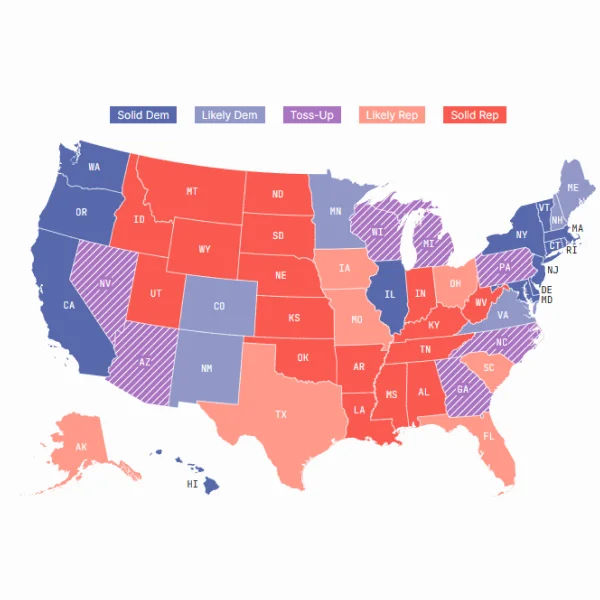 Solid Dem Likely Dem Toss-Up Likely Rep Solid Rep
WA
MT
ND
ME
OR
ID
MN
VT
NH
MA
SD
WI
MI
NY
CT
RI
WY
NE
IA
PA
NJ
NV
UT
CO
IL
IN
OH
DE
MD
CA
KS
MO
WV
VA
KY
AZ
NM
OK
AR
TN
NC
SC
TX
LA
MS
AL
GA
FL
AK
HI